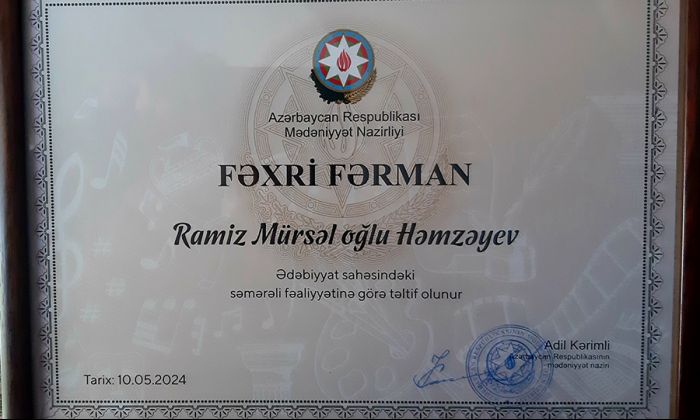 Azərbaycan Respublikası
Mədəniyyət Nazirliyi
FƏXRİ FƏRMAN
Ramiz Mürsəl oğlu Həmzəyev
Ədəbiyyat sahəsindəki
səmərəli fəaliyyətinə görə təltif olunur
Adil Kərimli
Azərbaycan Respublikasının
mədəniyyət naziri
Tarix: 10.05.2024